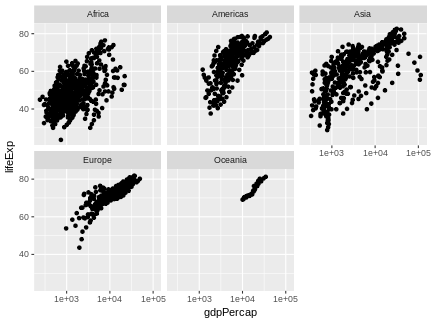 Africa Americas Asia
80
60
40
lifeExp
1e+03 1e+04 1e+05
Europe Oceania
80
60
40
1e+03 1e+04 1e+05 1e+03 1e+04 1e+05
gdpPercap